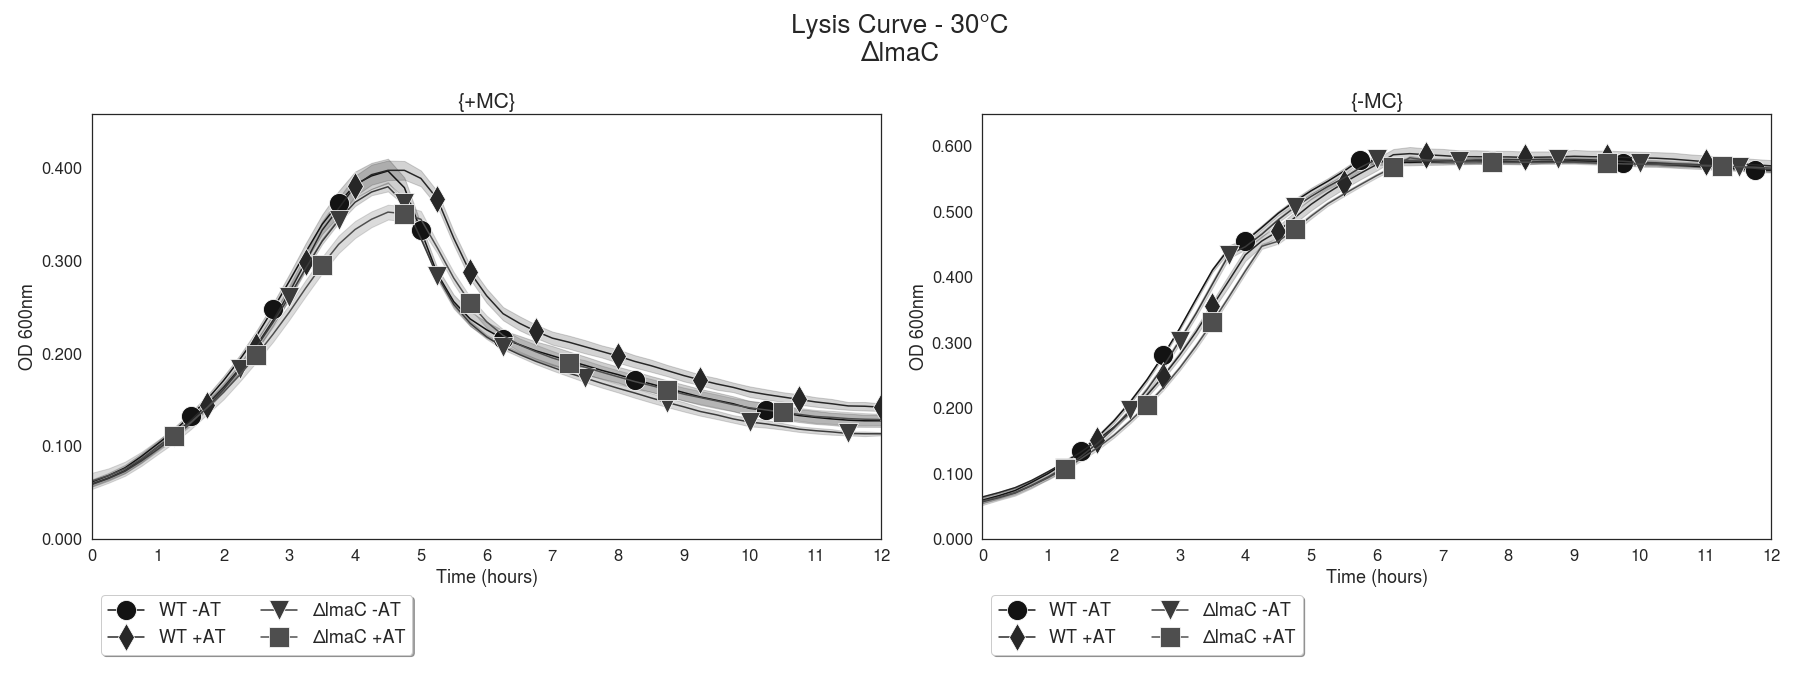 Lysis Curve - 30°C
ΔlmaC
{+MC}
OD 600nm
0.400
0.300
0.200
0.100
0.000
0 1 2 3 4 5 6 7 8 9 10 11 12
Time (hours)
WT -AT ΔlmaC -AT
WT +AT ΔlmaC +AT
{-MC}
OD 600nm
0.600
0.500
0.400
0.300
0.200
0.100
0.000
0 1 2 3 4 5 6 7 8 9 10 11 12
Time (hours)
WT -AT ΔlmaC -AT
WT +AT ΔlmaC +AT